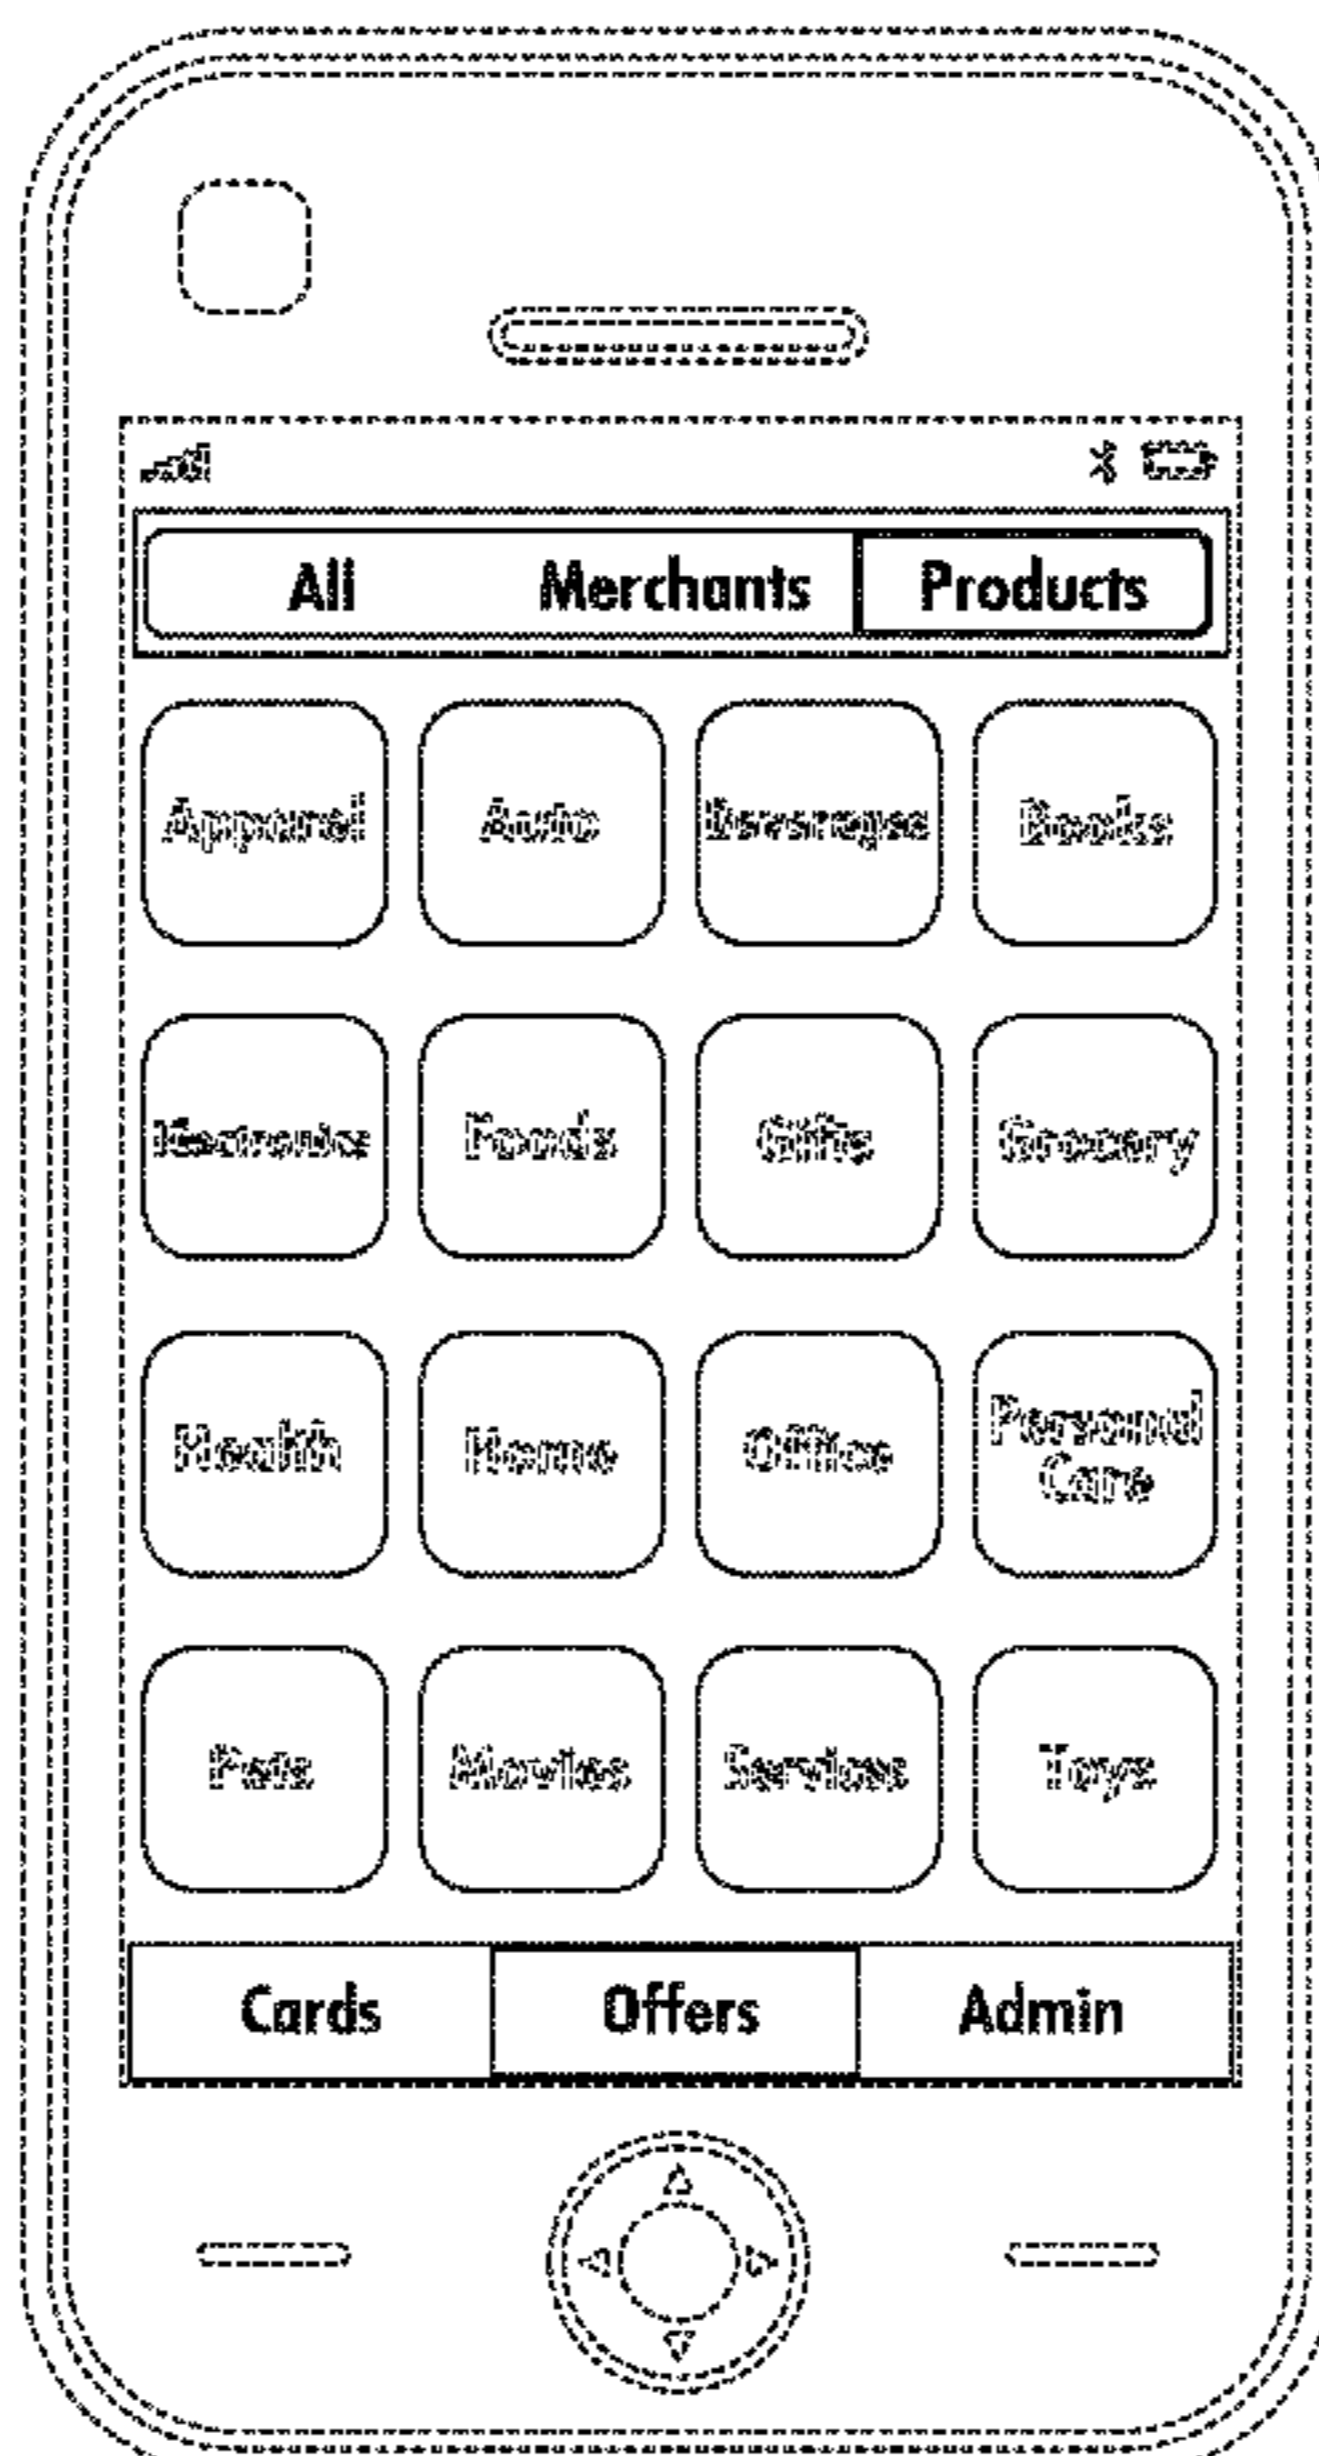 All Merchants Products
Apparel Auto Beverages Books
Electronics Foods Gifts Grocery
Health Home Office Personal
Care
Pets Movies Services Toys
Cards Offers Admin